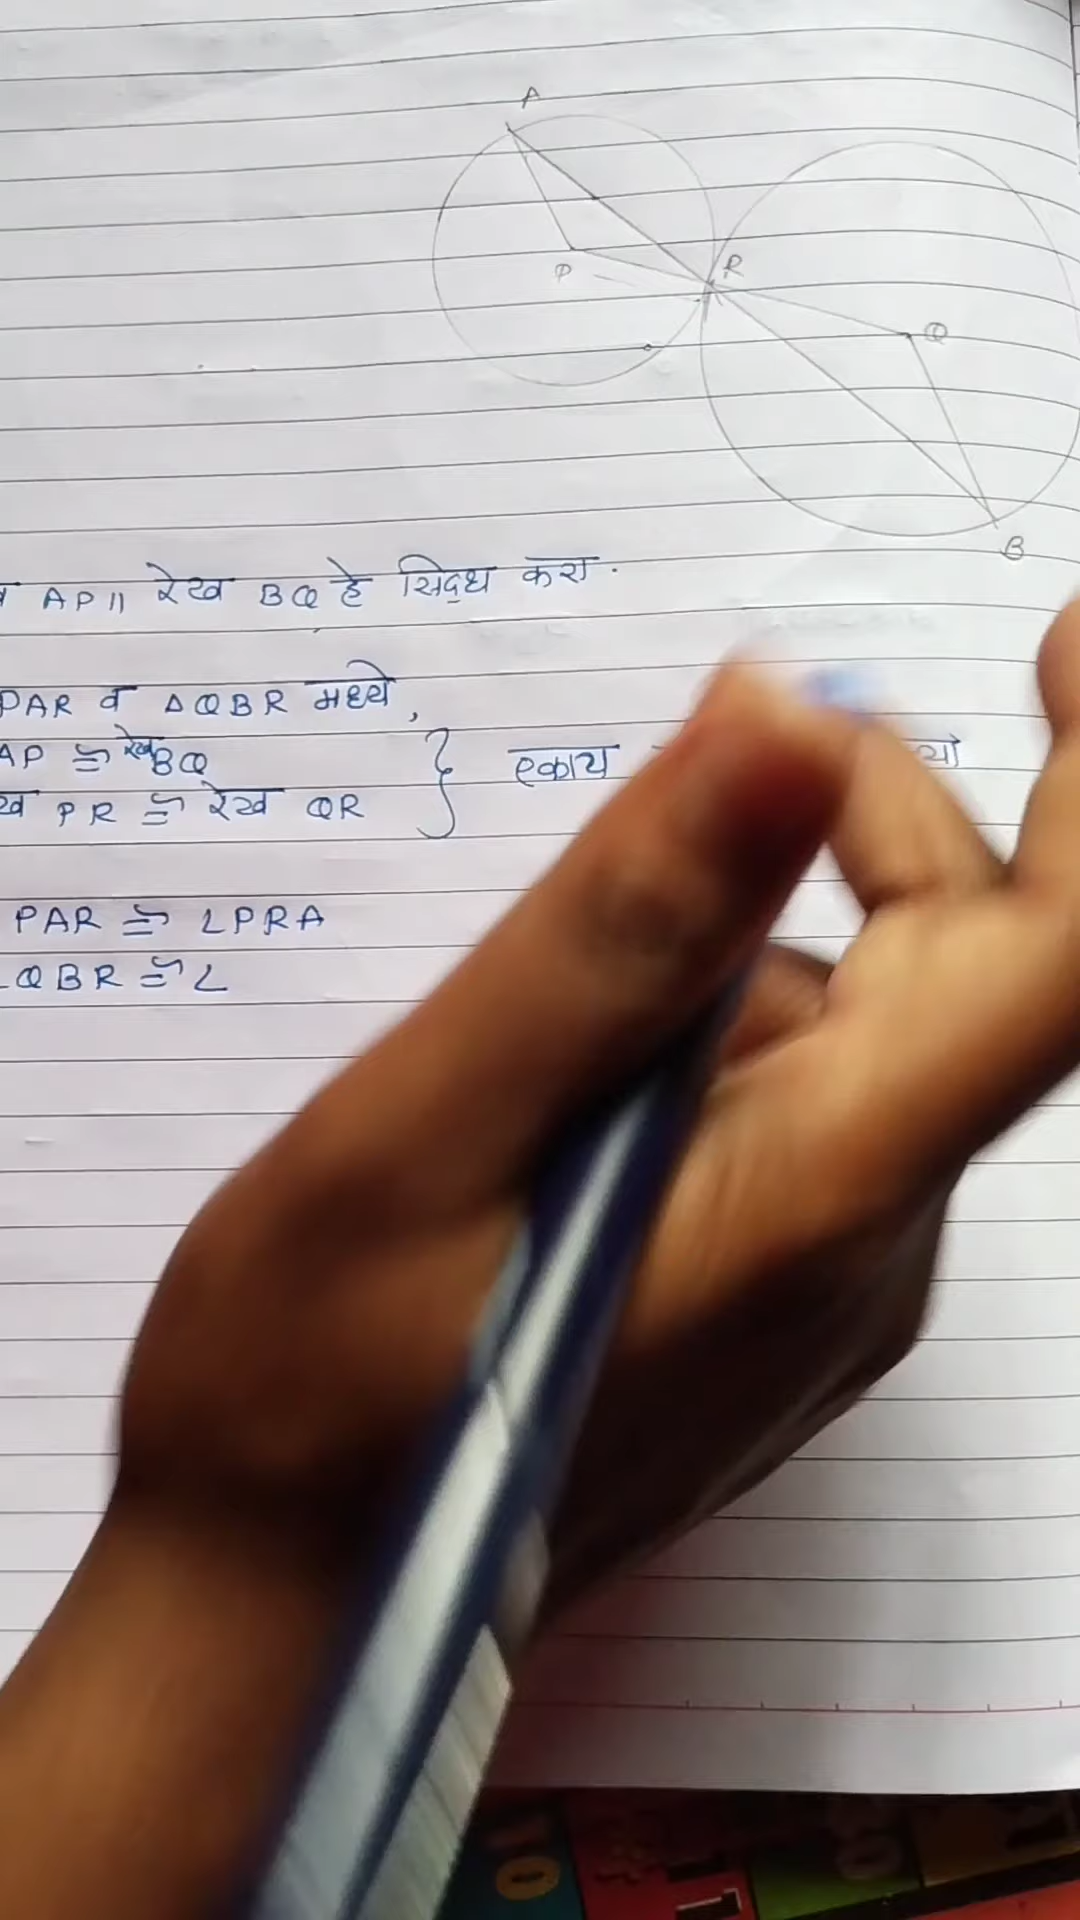 A
R
P
Q
B
AP || रेख BQ हे सिद्ध करा.
PAR व ΔQBR मध्ये,
AP ≅ रेख BQ
PR ≅ रेख QR
एकाच
PAR ≅ ∠PRA
∠QBR ≅ ∠